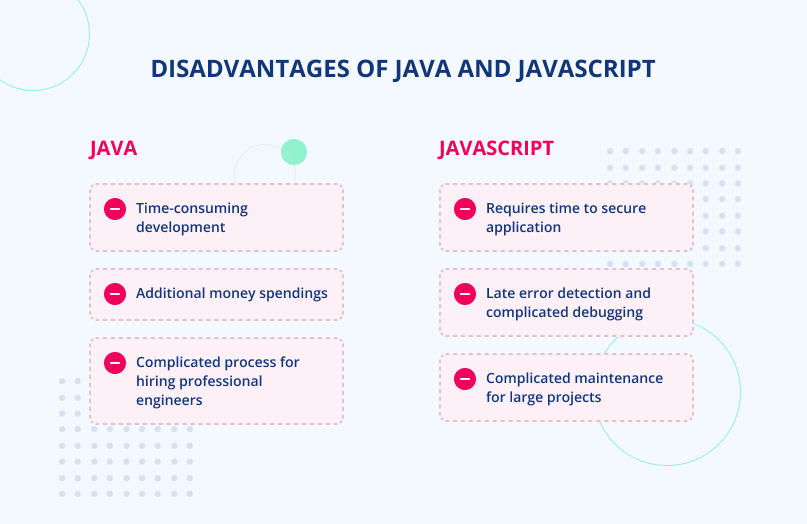 DISADVANTAGES OF JAVA AND JAVASCRIPT
JAVA
Time-consuming
development
Additional money spendings
Complicated process for
hiring professional
engineers
JAVASCRIPT
Requires time to secure
application
Late error detection and
complicated debugging
Complicated maintenance
for large projects